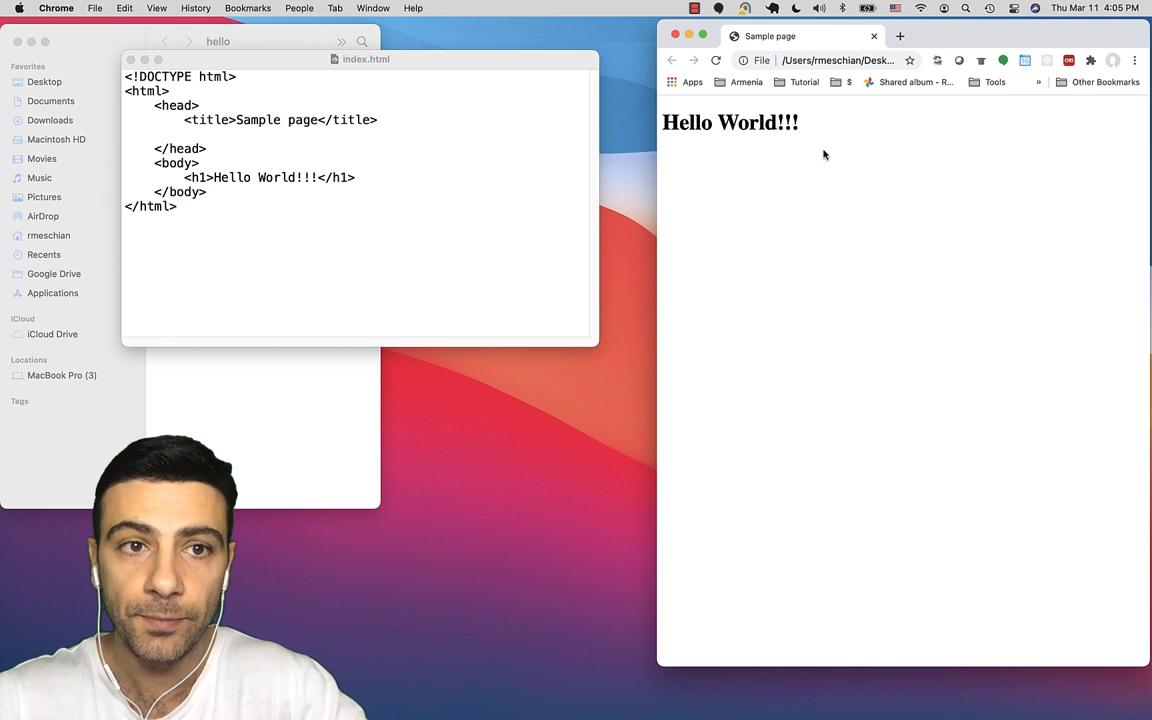 Chrome File Edit View History Bookmarks People Tab Window Help Thu Mar 11 4:05 PM
hello
Favorites
Desktop
Documents
Downloads
Macintosh HD
Movies
Music
Pictures
AirDrop
rmeschian
Recents
Google Drive
Applications
iCloud
iCloud Drive
Locations
MacBook Pro (3)
Tags
index.html
<!DOCTYPE html>
<html>
<head>
<title>Sample page</title>
</head>
<body>
<h1>Hello World!!!</h1>
</body>
</html>
Sample page
File /Users/rmeschian/Desk...
Apps Armenia Tutorial $ Shared album - R... Tools » Other Bookmarks
Hello World!!!